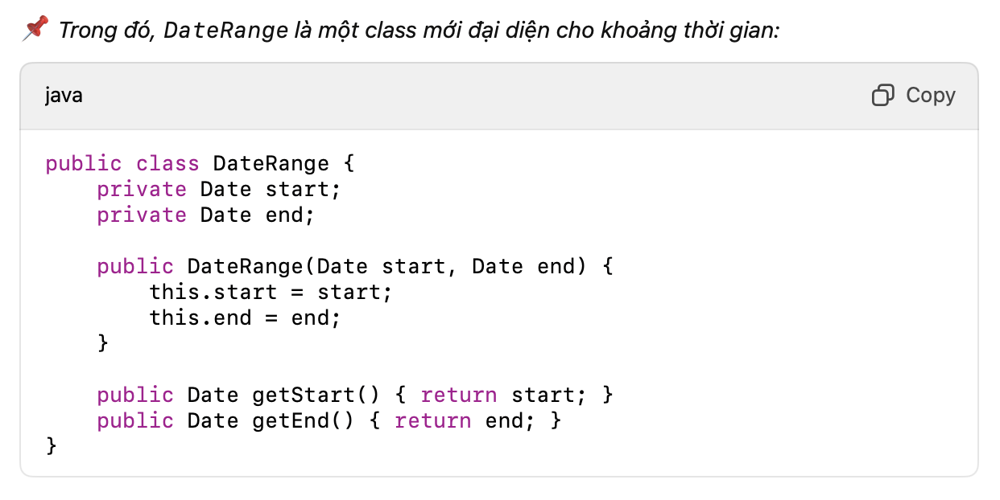 📌 Trong đó, DateRange là một class mới đại diện cho khoảng thời gian:
java
Copy
public class DateRange {
    private Date start;
    private Date end;

    public DateRange(Date start, Date end) {
        this.start = start;
        this.end = end;
    }

    public Date getStart() { return start; }
    public Date getEnd() { return end; }
}